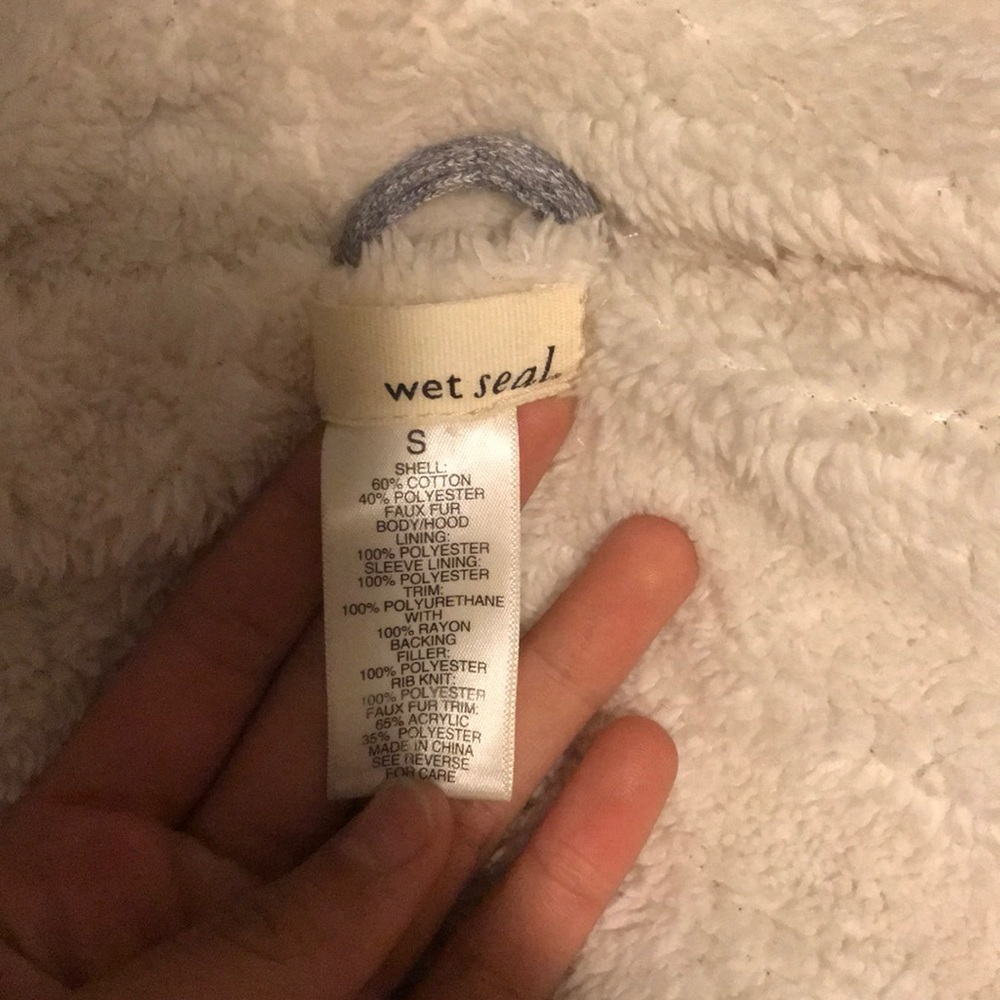 wet seal.
S
SHELL:
60% COTTON
40% POLYESTER
FAUX FUR
BODY/HOOD
LINING:
100% POLYESTER
SLEEVE LINING:
100% POLYESTER
TRIM:
100% POLYURETHANE
WITH
100% RAYON
BACKING
FILLER:
100% POLYESTER
RIB KNIT:
100% POLYESTER
FAUX FUR TRIM:
65% ACRYLIC
35% POLYESTER
MADE IN CHINA
SEE REVERSE
FOR CARE